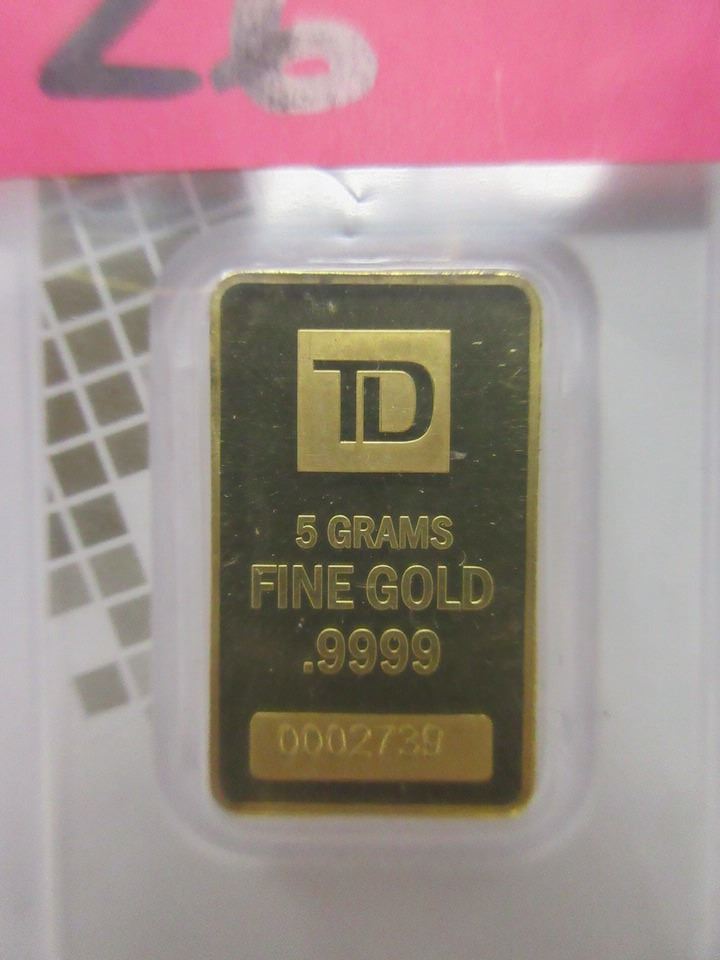 26
TD
5 GRAMS
FINE GOLD
.9999
0002739